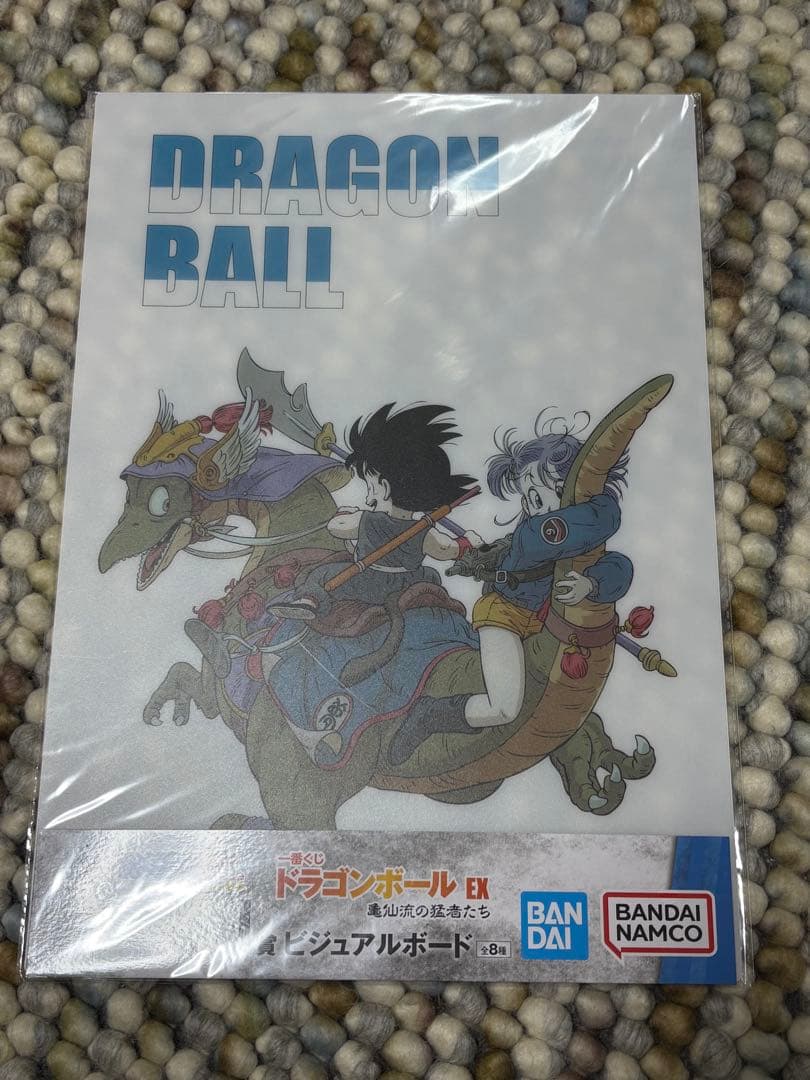 DRAGON
BALL
一番くじ
ドラゴンボール EX
亀仙流の猛者たち
賞 ビジュアルボード 全8種
BAN
DAI
BANDAI
NAMCO